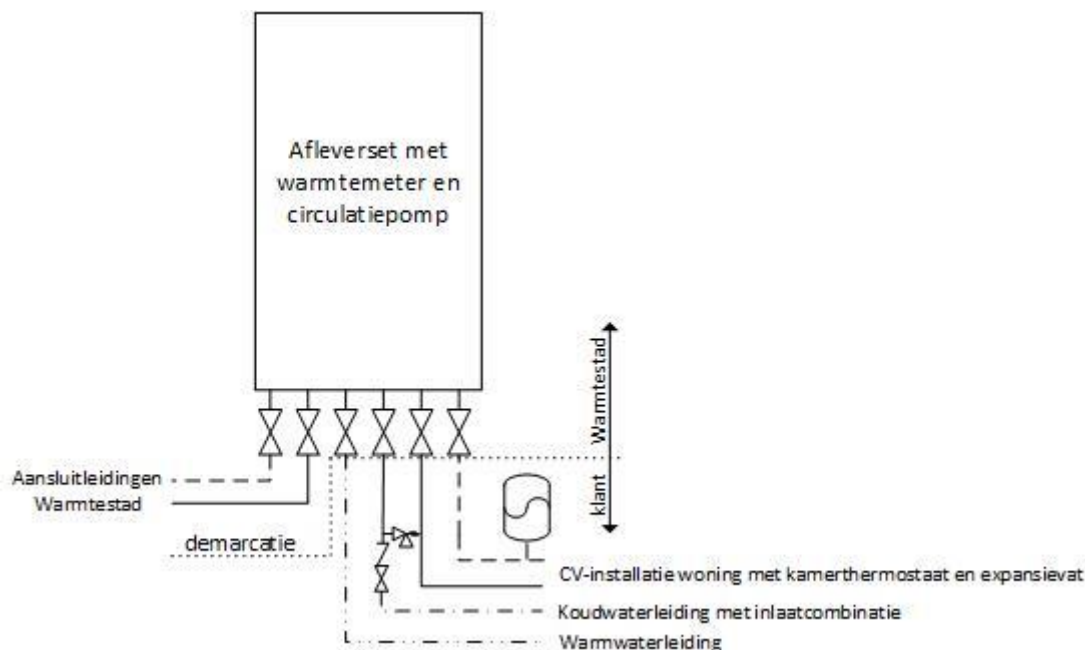 Afleverset met
warmtemeter en
circulatiepomp
Warmtestad
klant
Aansluitleidingen
Warmtestad
demarcatie
CV-installatie woning met kamerthermostaat en expansievat
Koudwaterleiding met inlaatcombinatie
Warmwaterleiding